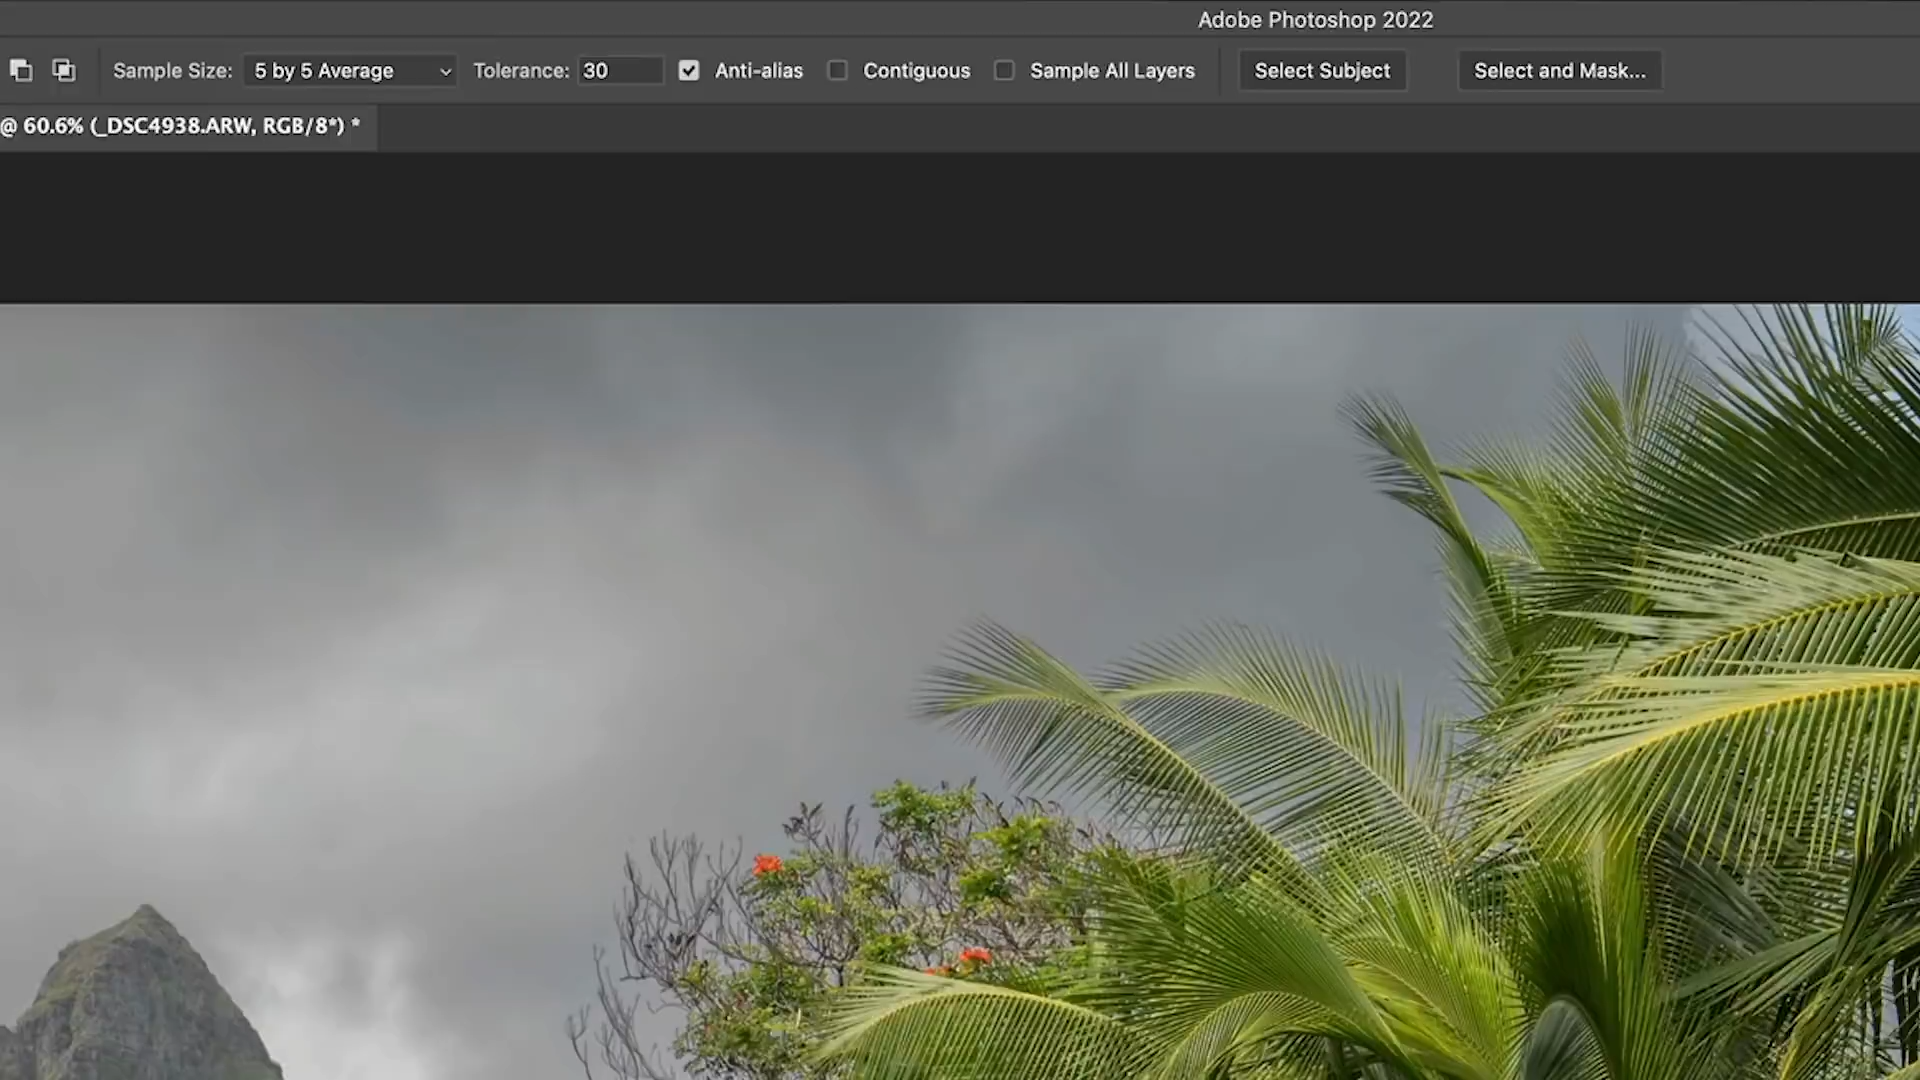 Adobe Photoshop 2022
Sample Size: 5 by 5 Average Tolerance: 30 Anti-alias Contiguous Sample All Layers Select Subject Select and Mask...
@ 60.6% (_DSC4938.ARW, RGB/8*) *